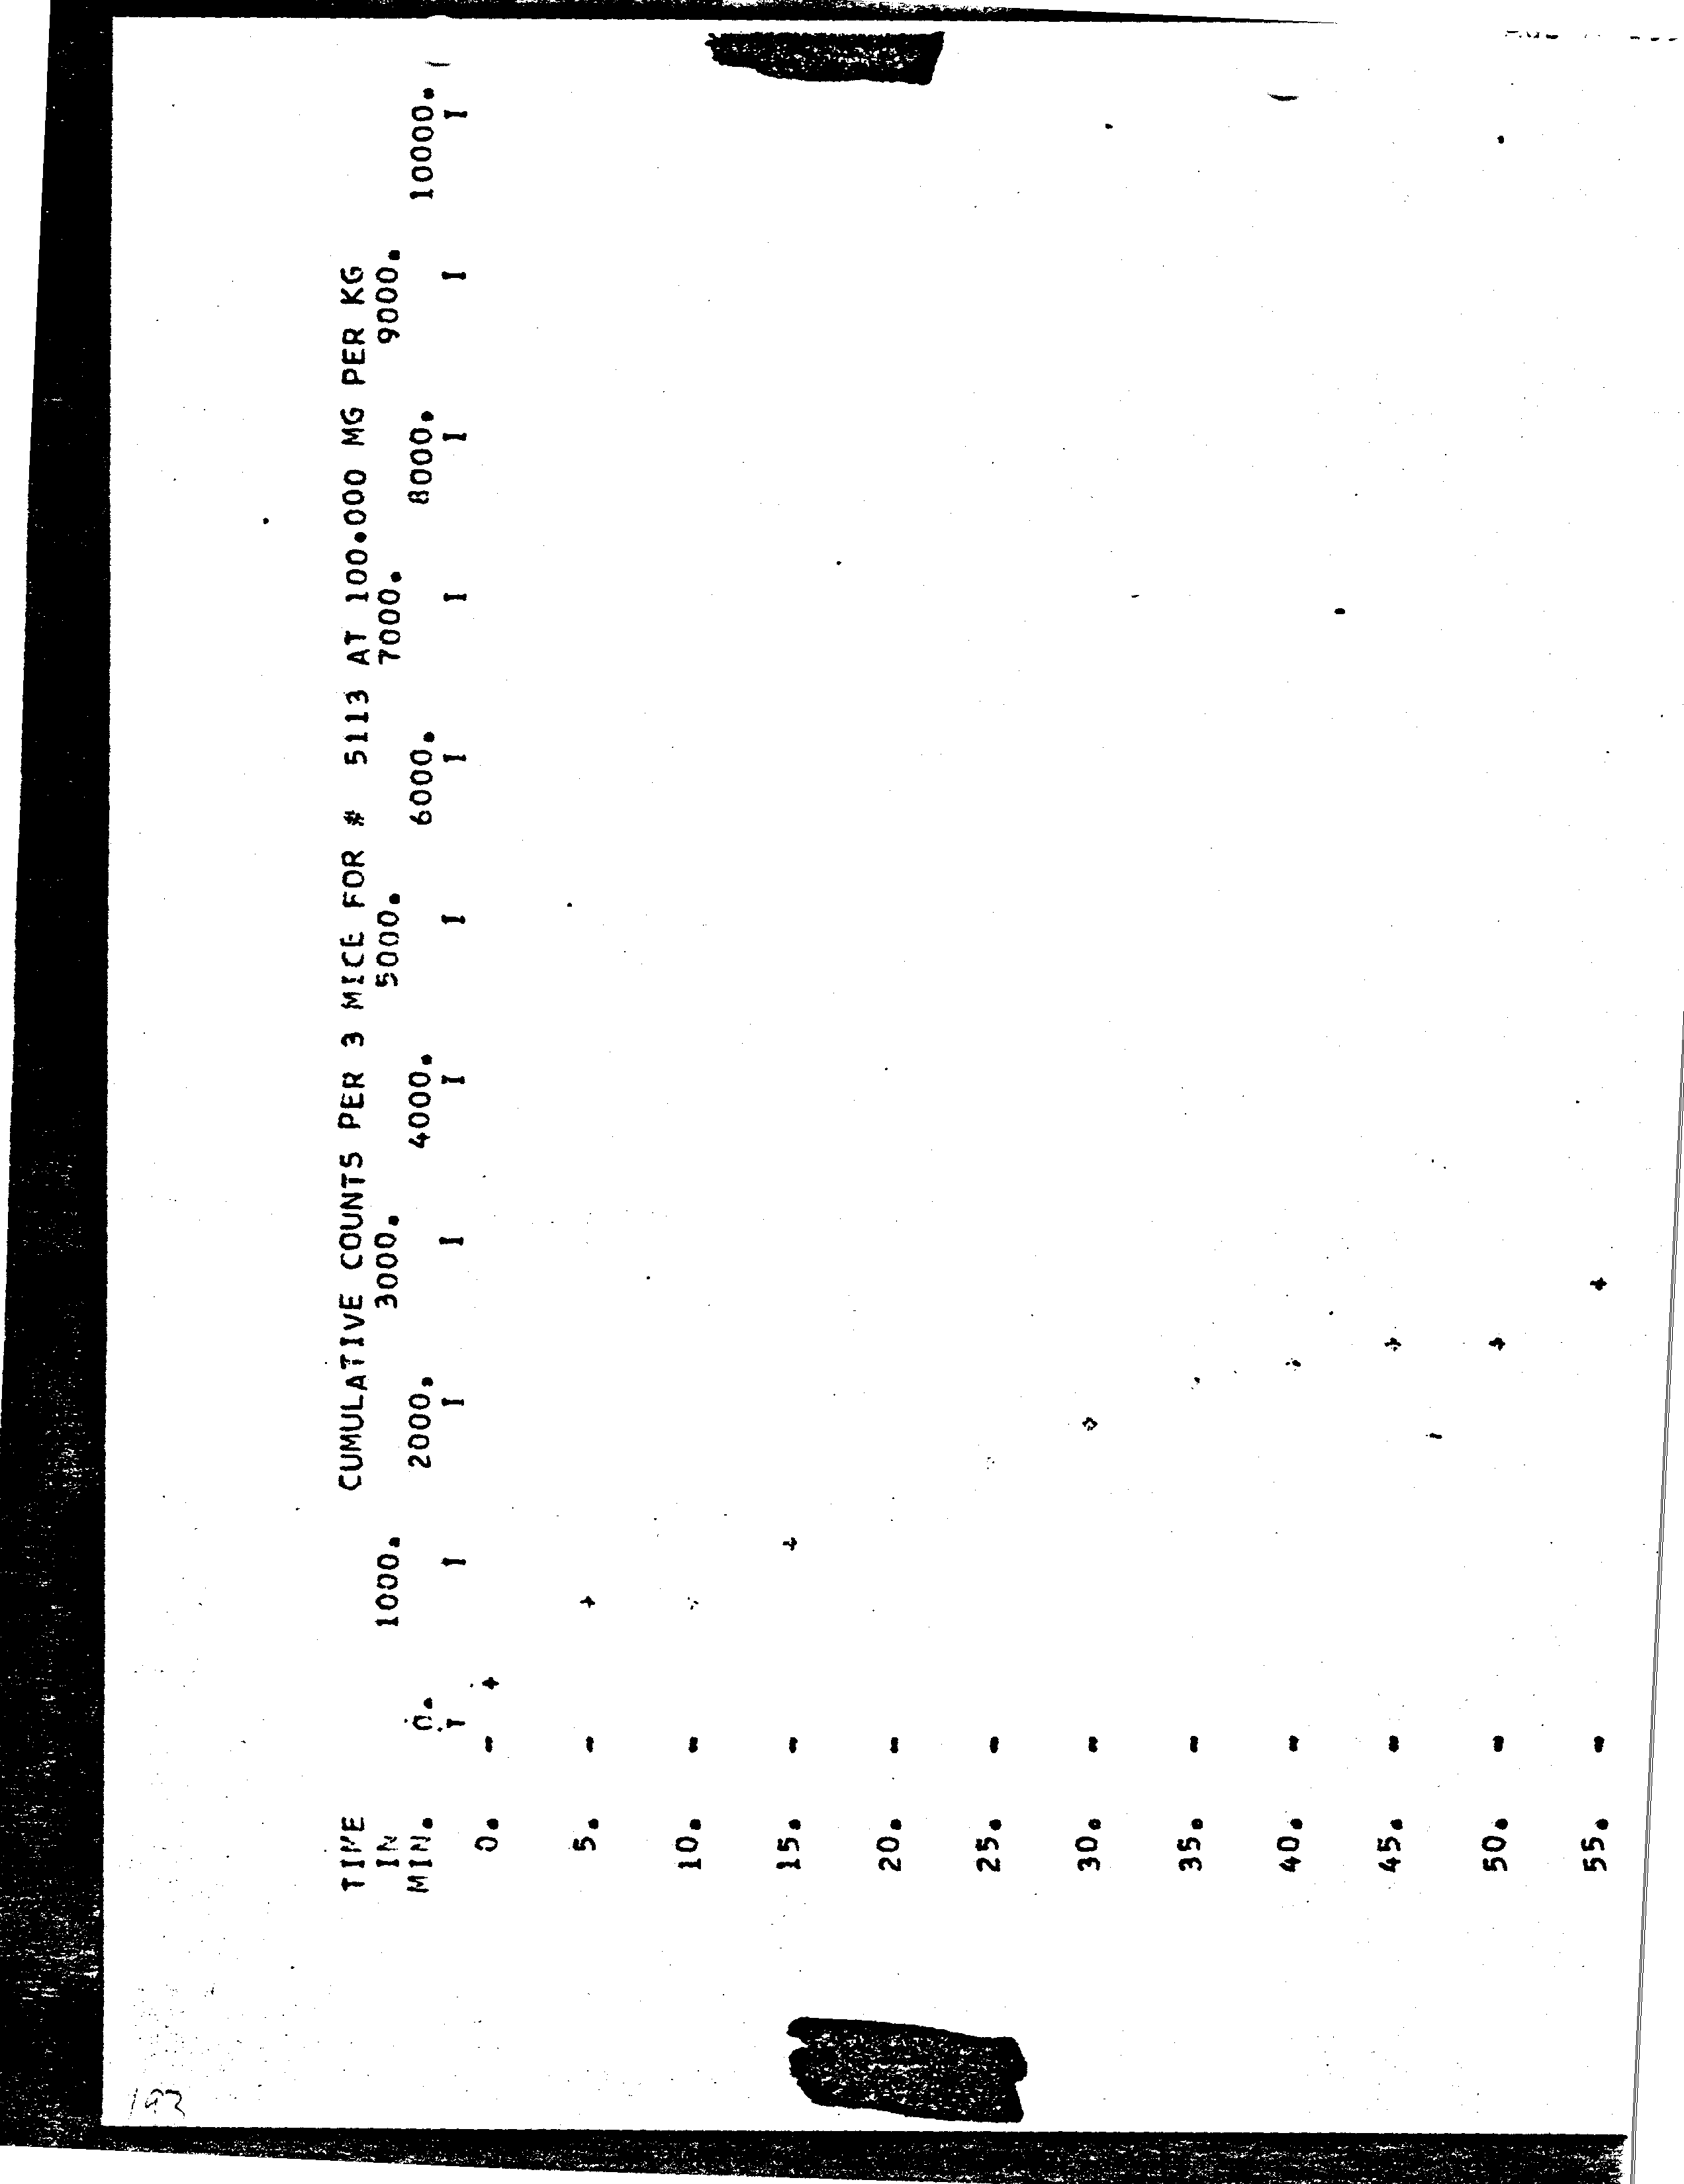 CUMULATIVE COUNTS PER 3 MICE FOR # 5113 AT 100.000 MG PER KG
TIME
IN 1000. 3000. 5000. 7000. 9000.
MIN. 0. 2000. 4000. 6000. 8000. 10000.
I I I I I I I I I I I
0. - +
5. - +
10. - +
15. - +
20. -
25. -
30. - +
35. -
40. - +
45. - +
50. - +
55. - +
192